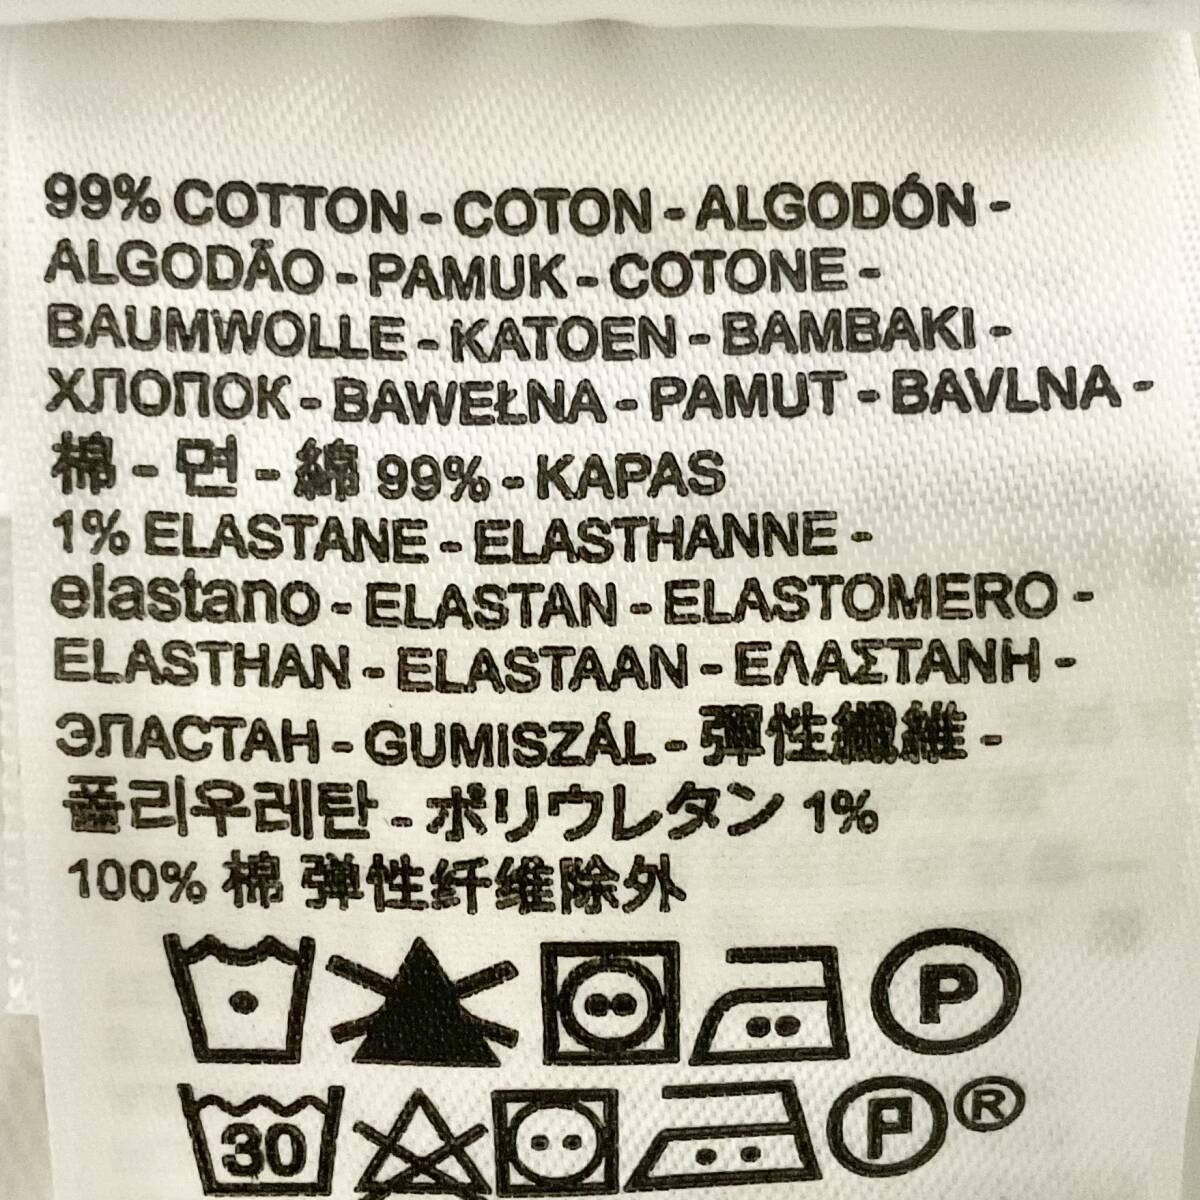 99% COTTON - COTON - ALGODÓN -
ALGODÃO - PAMUK - COTONE -
BAUMWOLLE - KATOEN - BAMBAKI -
ХЛОПОК - BAWEŁNA - PAMUT - BAVLNA -
棉 - 면 - 綿 99% - KAPAS
1% ELASTANE - ELASTHANNE -
elastano - ELASTAN - ELASTOMERO -
ELASTHAN - ELASTAAN - ΕΛΑΣΤΑΝΗ -
ЭЛАСТАН - GUMISZÁL - 彈性纖維 -
폴리우레탄 - ポリウレタン 1%
100% 棉 弹性纤维除外
P
30 P ®